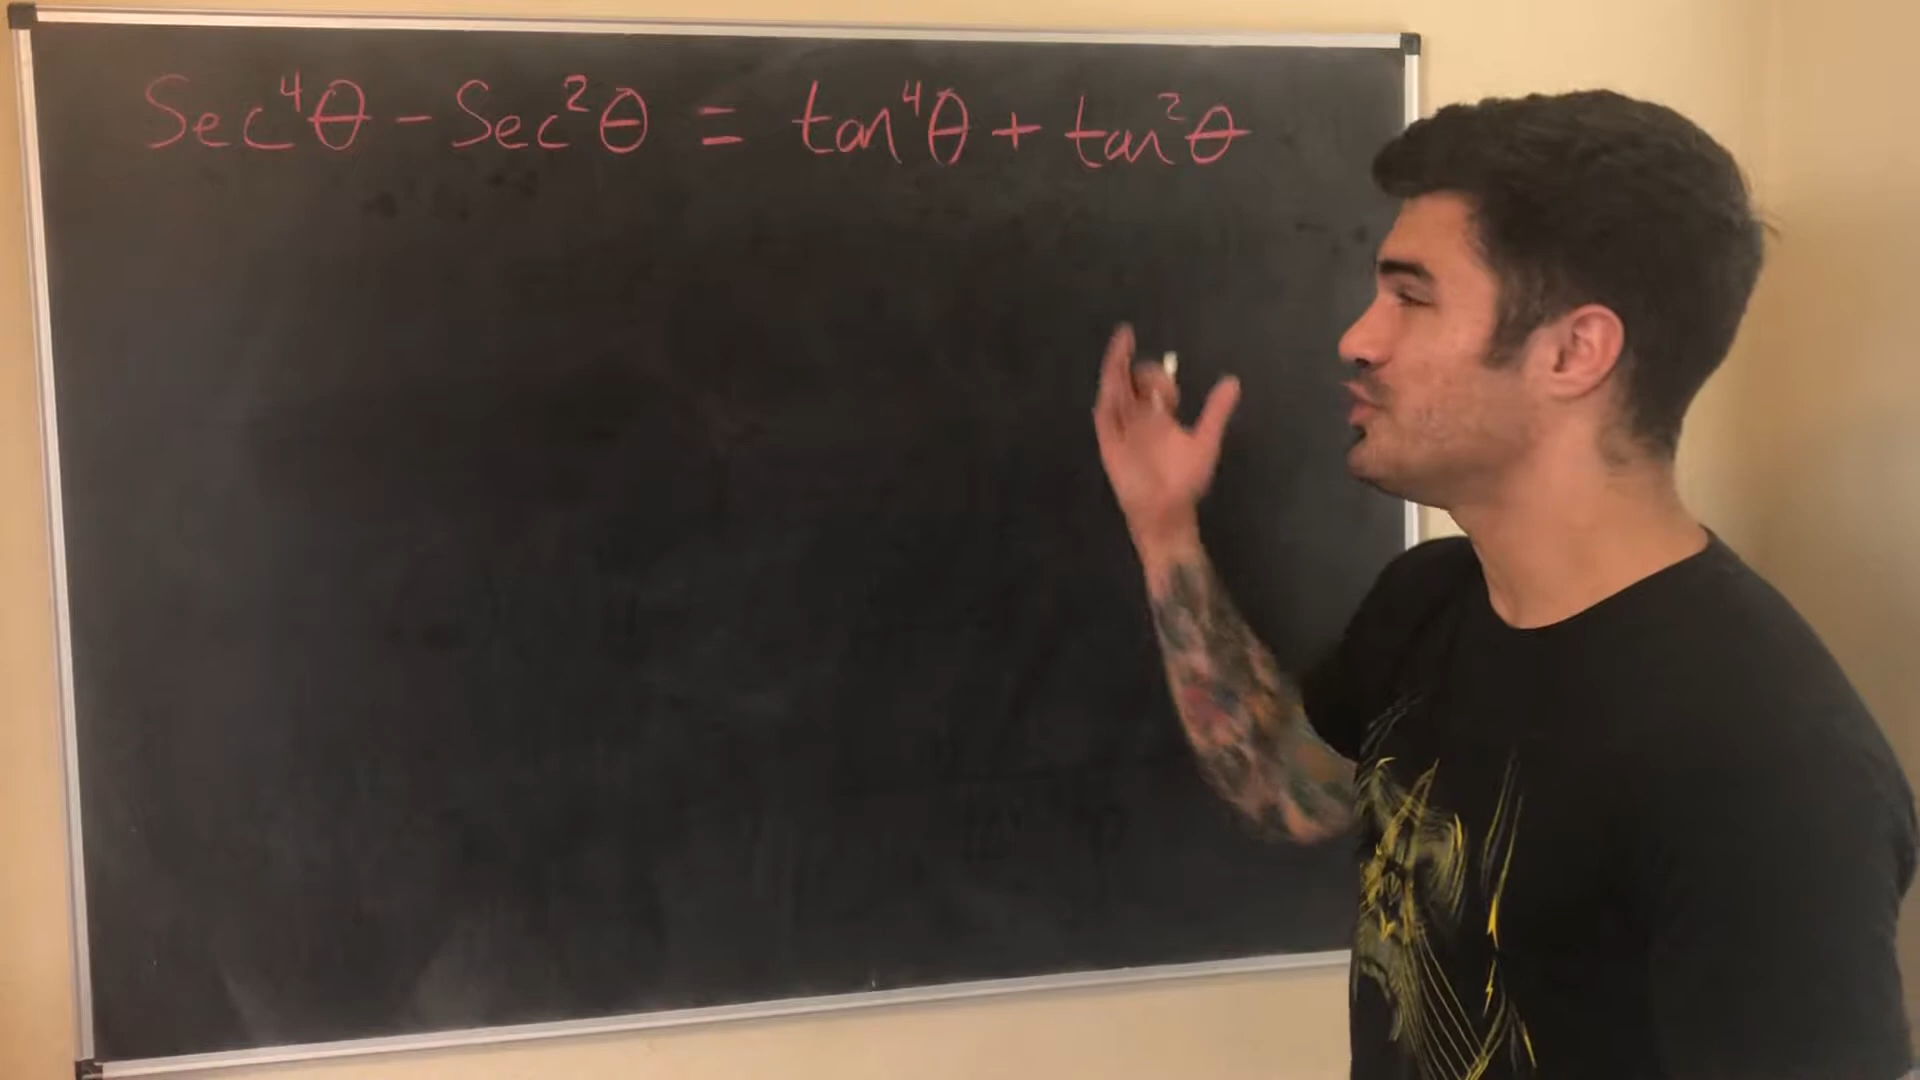 Sec⁴θ - Sec²θ = tan⁴θ + tan²θ